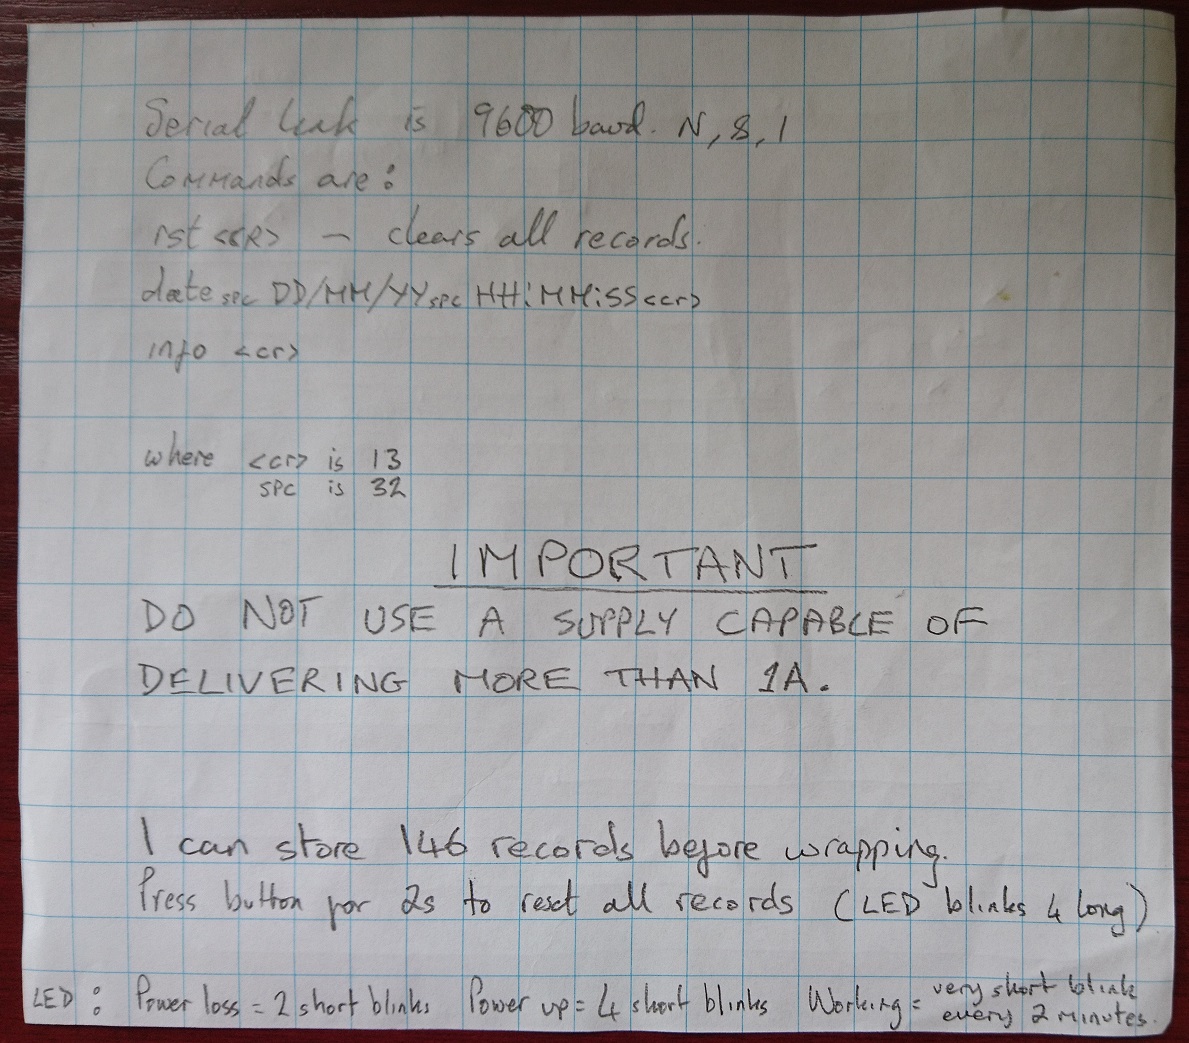 Serial Link is 9600 baud. N, 8, 1
Commands are:
rst <cr> – clears all records.
date spc DD/MM/YY spc HH:MM:SS <cr>
info <cr>
where <cr> is 13
spc is 32
IMPORTANT
DO NOT USE A SUPPLY CAPABLE OF
DELIVERING MORE THAN 1A.
I can store 146 records before wrapping.
Press button for 2s to reset all records (LED blinks 4 long)
LED: Power loss = 2 short blinks Power up = 4 short blinks Working = very short blink
every 2 minutes.